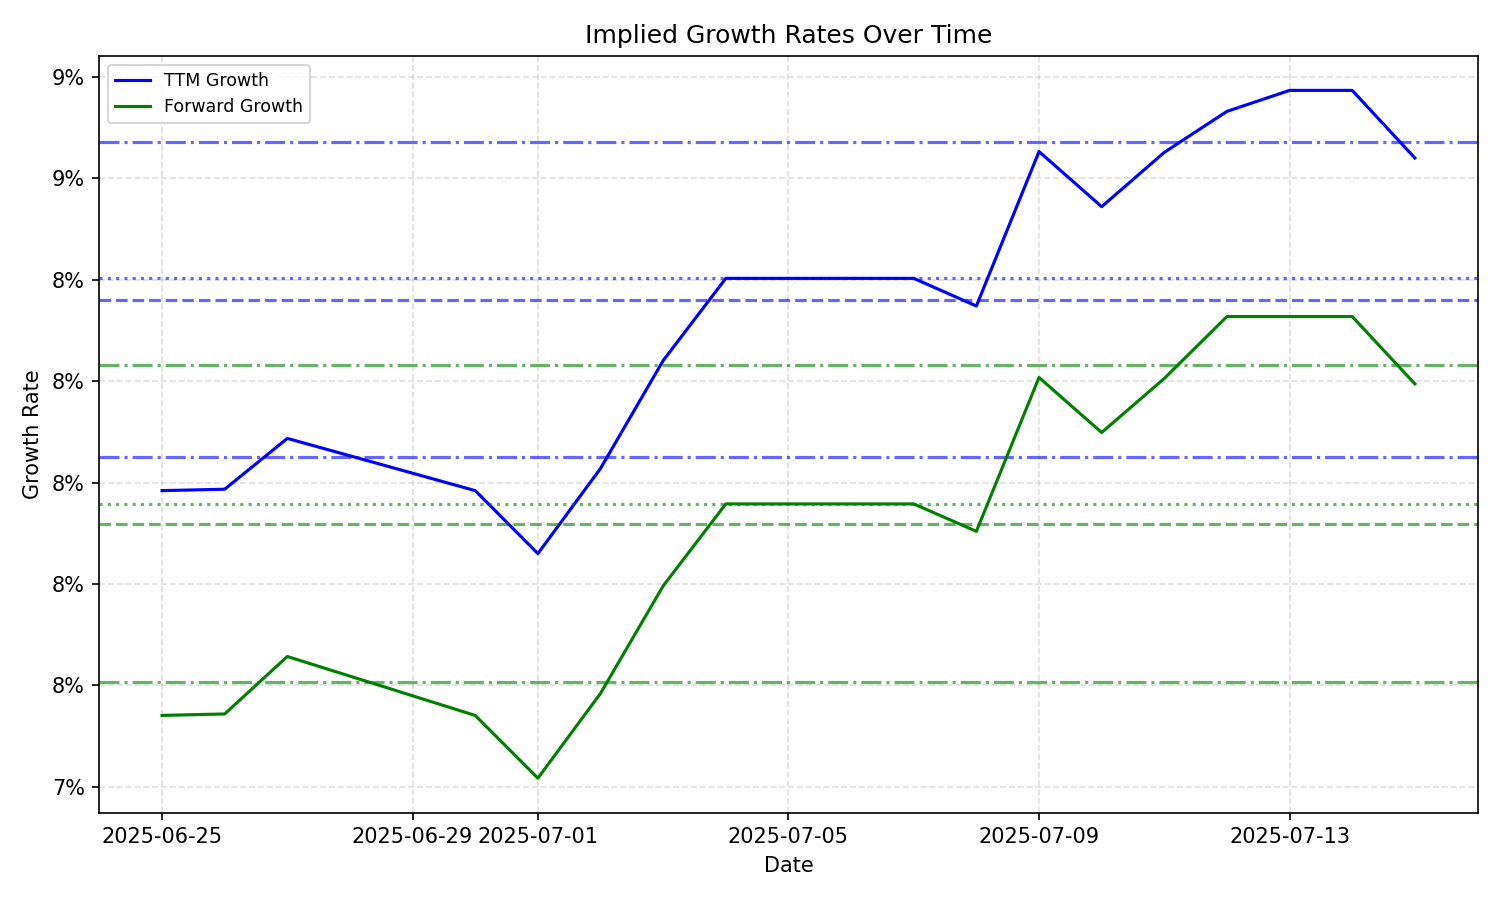 Implied Growth Rates Over Time
TTM Growth
Forward Growth
9%
9%
8%
8%
8%
8%
8%
7%
Growth Rate
2025-06-25
2025-06-29
2025-07-01
2025-07-05
2025-07-09
2025-07-13
Date